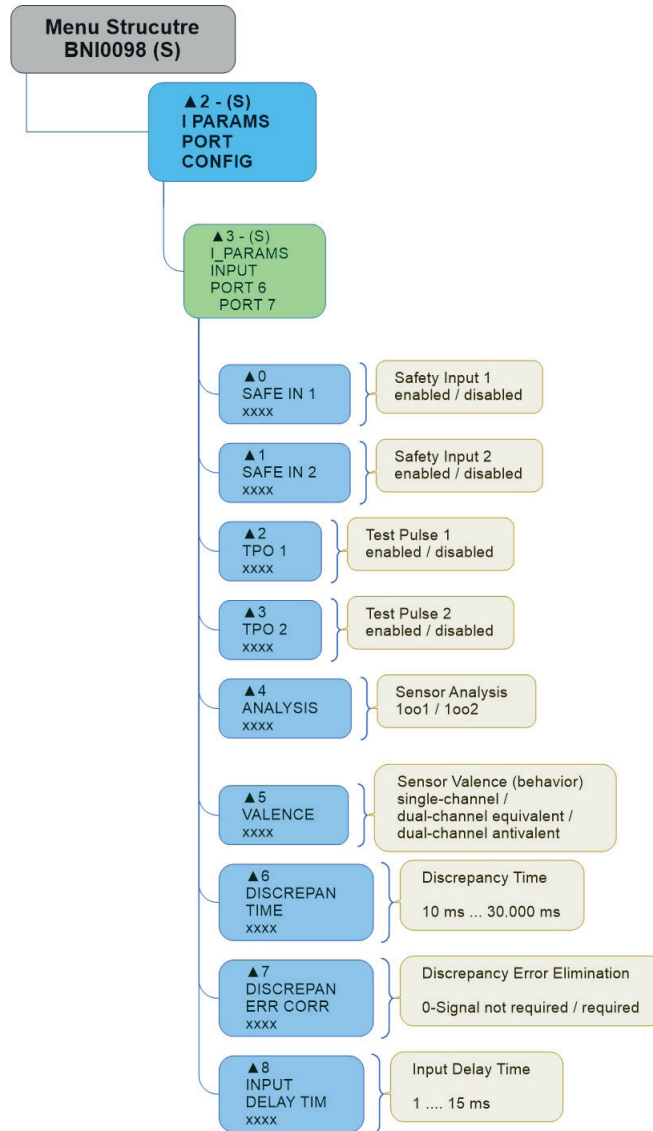 Menu Strucutre
BNI0098 (S)
▲2 - (S)
I PARAMS
PORT
CONFIG
▲3 - (S)
I_PARAMS
INPUT
PORT 6
PORT 7
▲0
SAFE IN 1
xxxx
Safety Input 1
enabled / disabled
▲1
SAFE IN 2
xxxx
Safety Input 2
enabled / disabled
▲2
TPO 1
xxxx
Test Pulse 1
enabled / disabled
▲3
TPO 2
xxxx
Test Pulse 2
enabled / disabled
▲4
ANALYSIS
xxxx
Sensor Analysis
1oo1 / 1oo2
▲5
VALENCE
xxxx
Sensor Valence (behavior)
single-channel /
dual-channel equivalent /
dual-channel antivalent
▲6
DISCREPAN
TIME
xxxx
Discrepancy Time
10 ms ... 30.000 ms
▲7
DISCREPAN
ERR CORR
xxxx
Discrepancy Error Elimination
0-Signal not required / required
▲8
INPUT
DELAY TIM
xxxx
Input Delay Time
1 .... 15 ms